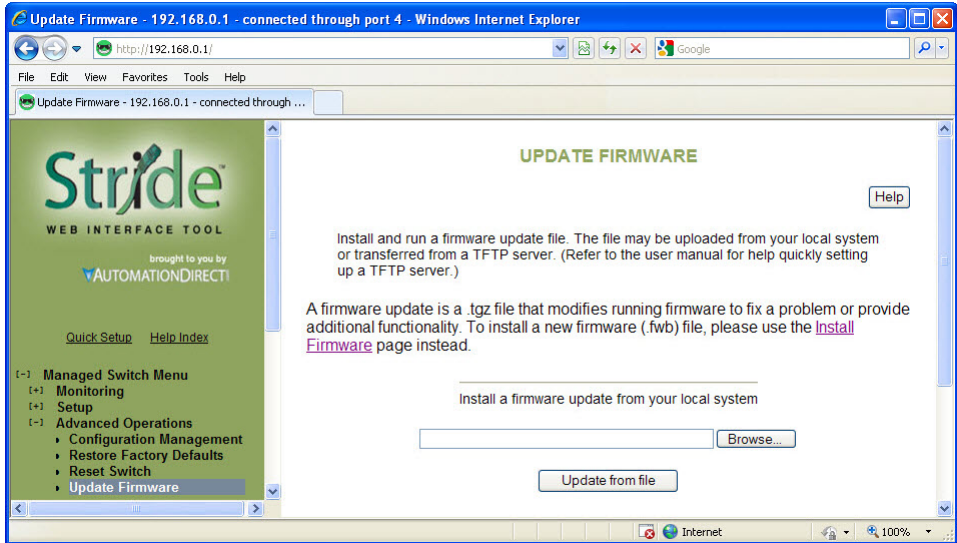 Update Firmware - 192.168.0.1 - connected through port 4 - Windows Internet Explorer
http://192.168.0.1/
Google
File Edit View Favorites Tools Help
Update Firmware - 192.168.0.1 - connected through ...
Stride™
WEB INTERFACE TOOL
brought to you by
AUTOMATIONDIRECT
Quick Setup Help Index
[-] Managed Switch Menu
[+] Monitoring
[+] Setup
[-] Advanced Operations
Configuration Management
Restore Factory Defaults
Reset Switch
Update Firmware
UPDATE FIRMWARE
Help
Install and run a firmware update file. The file may be uploaded from your local system
or transferred from a TFTP server. (Refer to the user manual for help quickly setting
up a TFTP server.)
A firmware update is a .tgz file that modifies running firmware to fix a problem or provide
additional functionality. To install a new firmware (.fwb) file, please use the Install
Firmware page instead.
Install a firmware update from your local system
Browse...
Update from file
Internet
100%